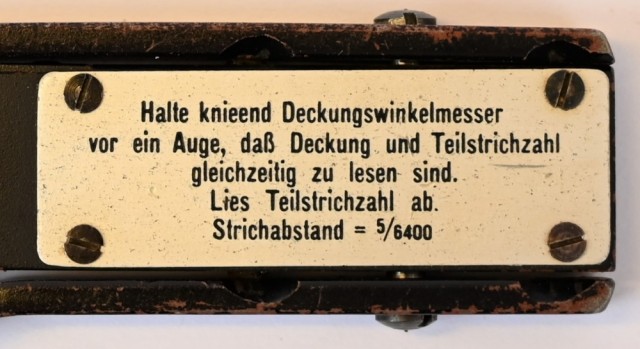 Halte knieend Deckungswinkelmesser
vor ein Auge, daß Deckung und Teilstrichzahl
gleichzeitig zu lesen sind.
Lies Teilstrichzahl ab.
Strichabstand = 5/6400